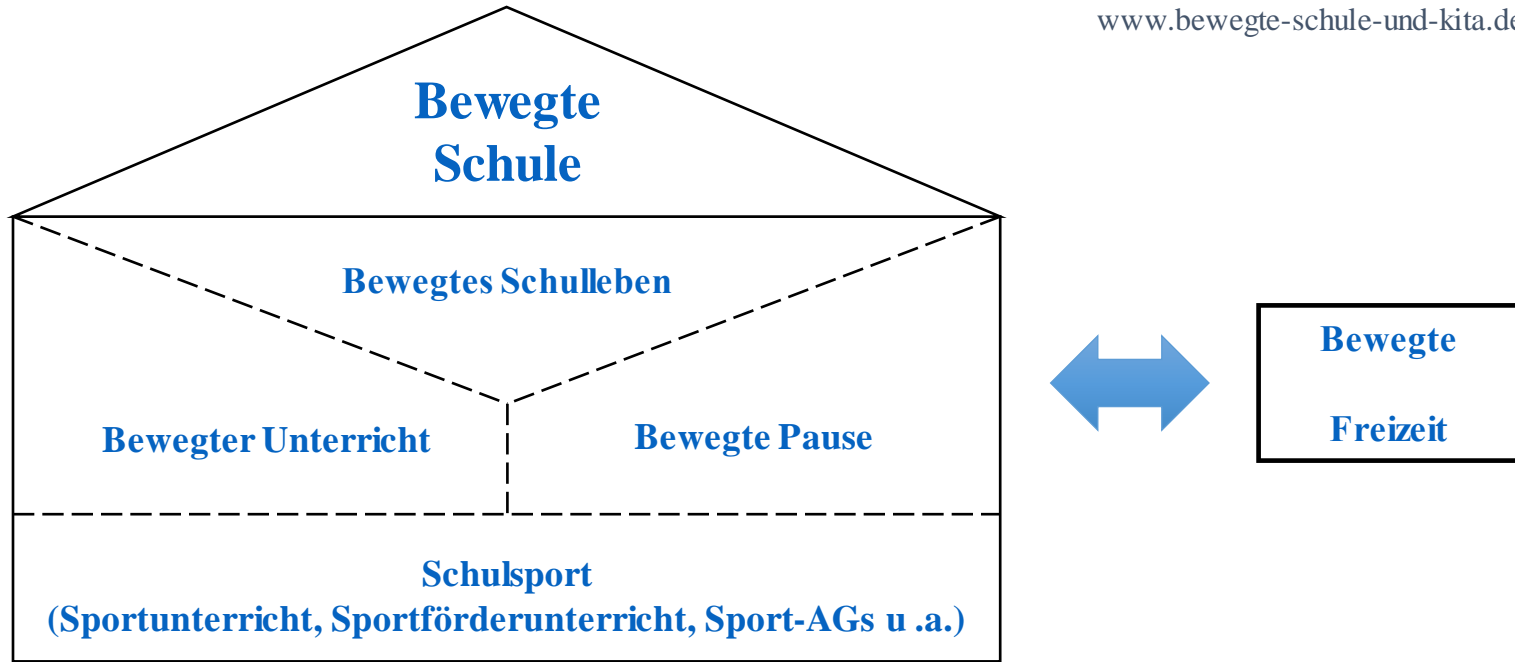 www.bewegte-schule-und-kita.de
Bewegte
Schule
Bewegtes Schulleben
Bewegter Unterricht
Bewegte Pause
Schulsport
(Sportunterricht, Sportförderunterricht, Sport-AGs u .a.)
Bewegte
Freizeit